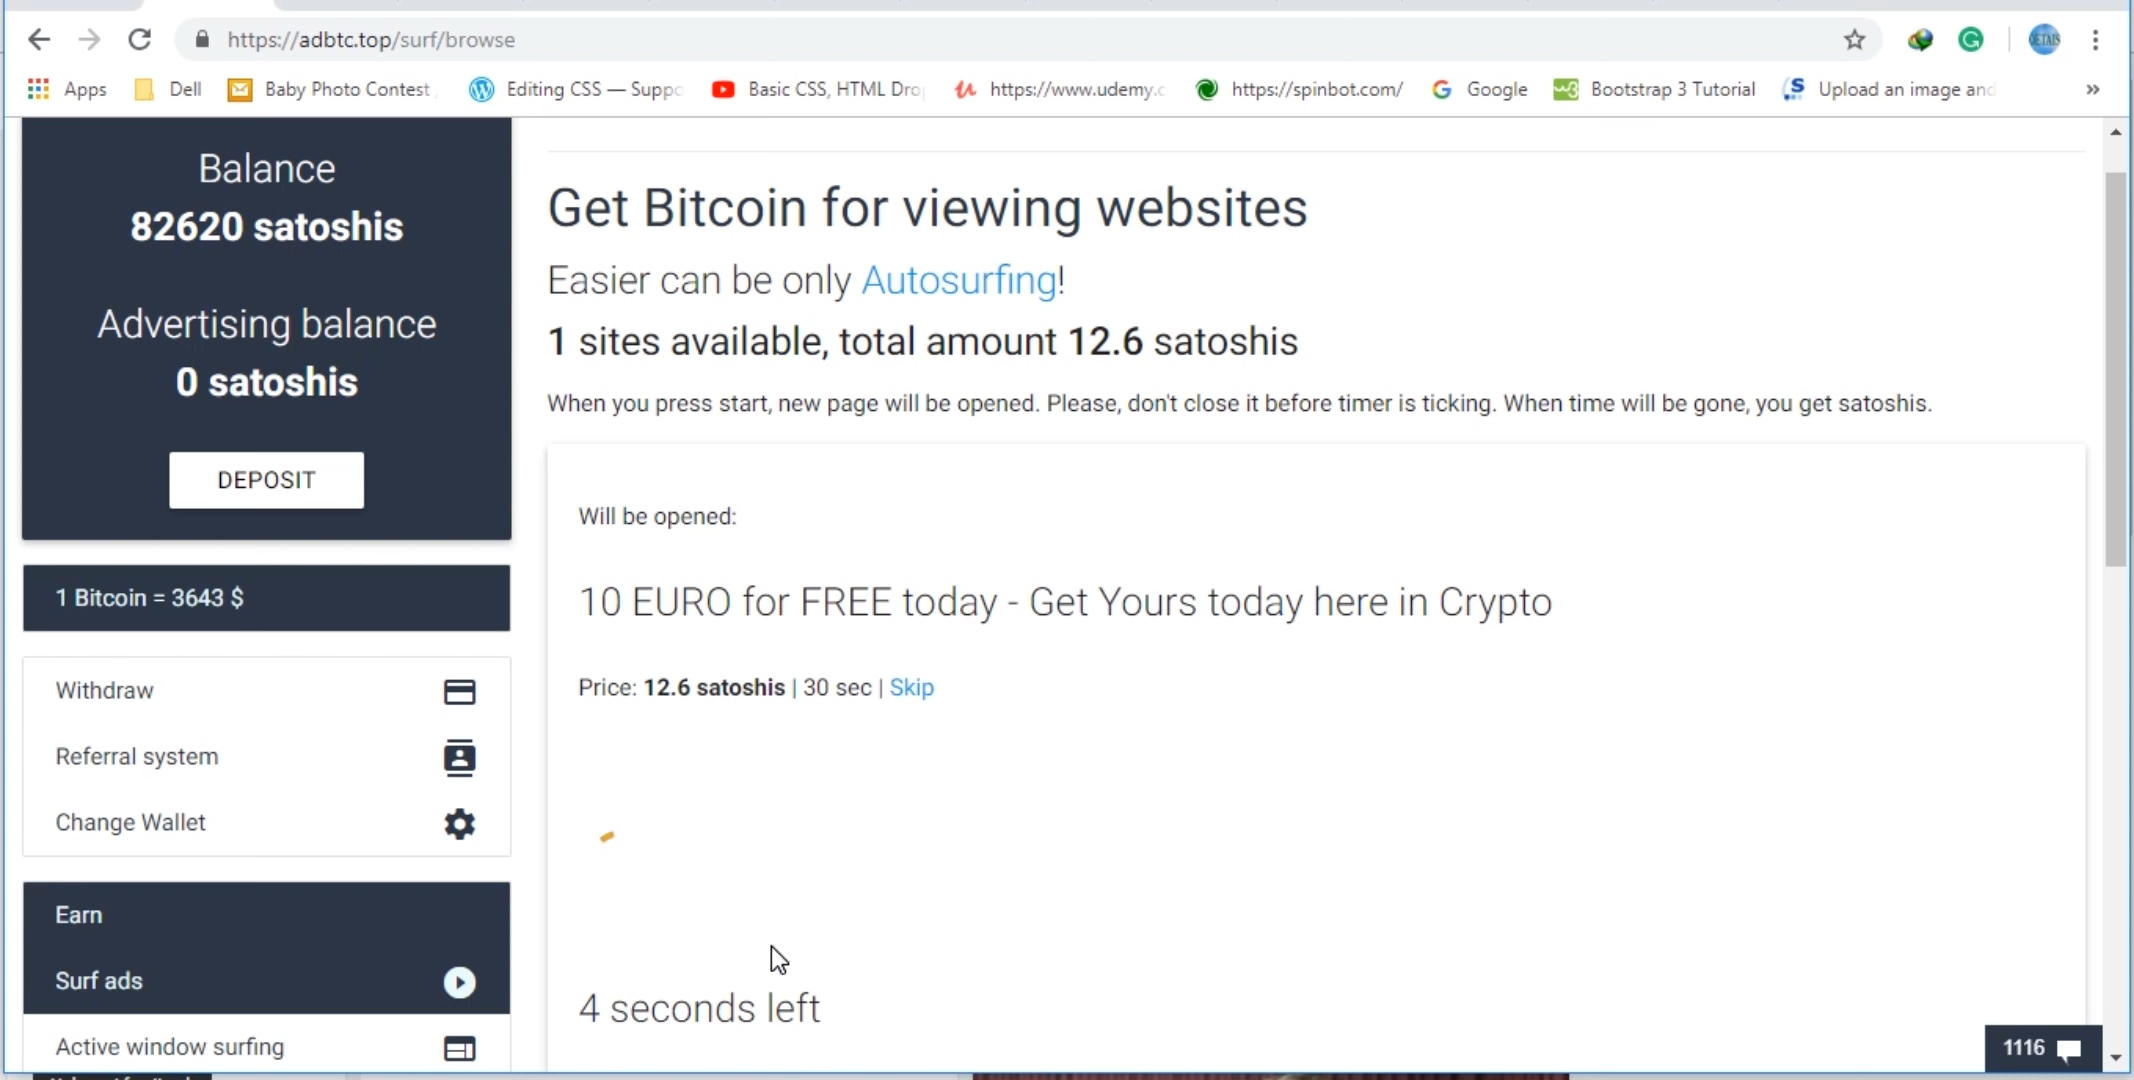 https://adbtc.top/surf/browse
Apps
Dell
Baby Photo Contest
Editing CSS — Suppo
Basic CSS, HTML Dro
https://www.udemy.c
https://spinbot.com/
Google
Bootstrap 3 Tutorial
Upload an image and
»
Balance
82620 satoshis
Advertising balance
0 satoshis
DEPOSIT
1 Bitcoin = 3643 $
Withdraw
Referral system
Change Wallet
Earn
Surf ads
Active window surfing
Get Bitcoin for viewing websites
Easier can be only Autosurfing!
1 sites available, total amount 12.6 satoshis
When you press start, new page will be opened. Please, don't close it before timer is ticking. When time will be gone, you get satoshis.
Will be opened:
10 EURO for FREE today - Get Yours today here in Crypto
Price: 12.6 satoshis | 30 sec | Skip
4 seconds left
1116